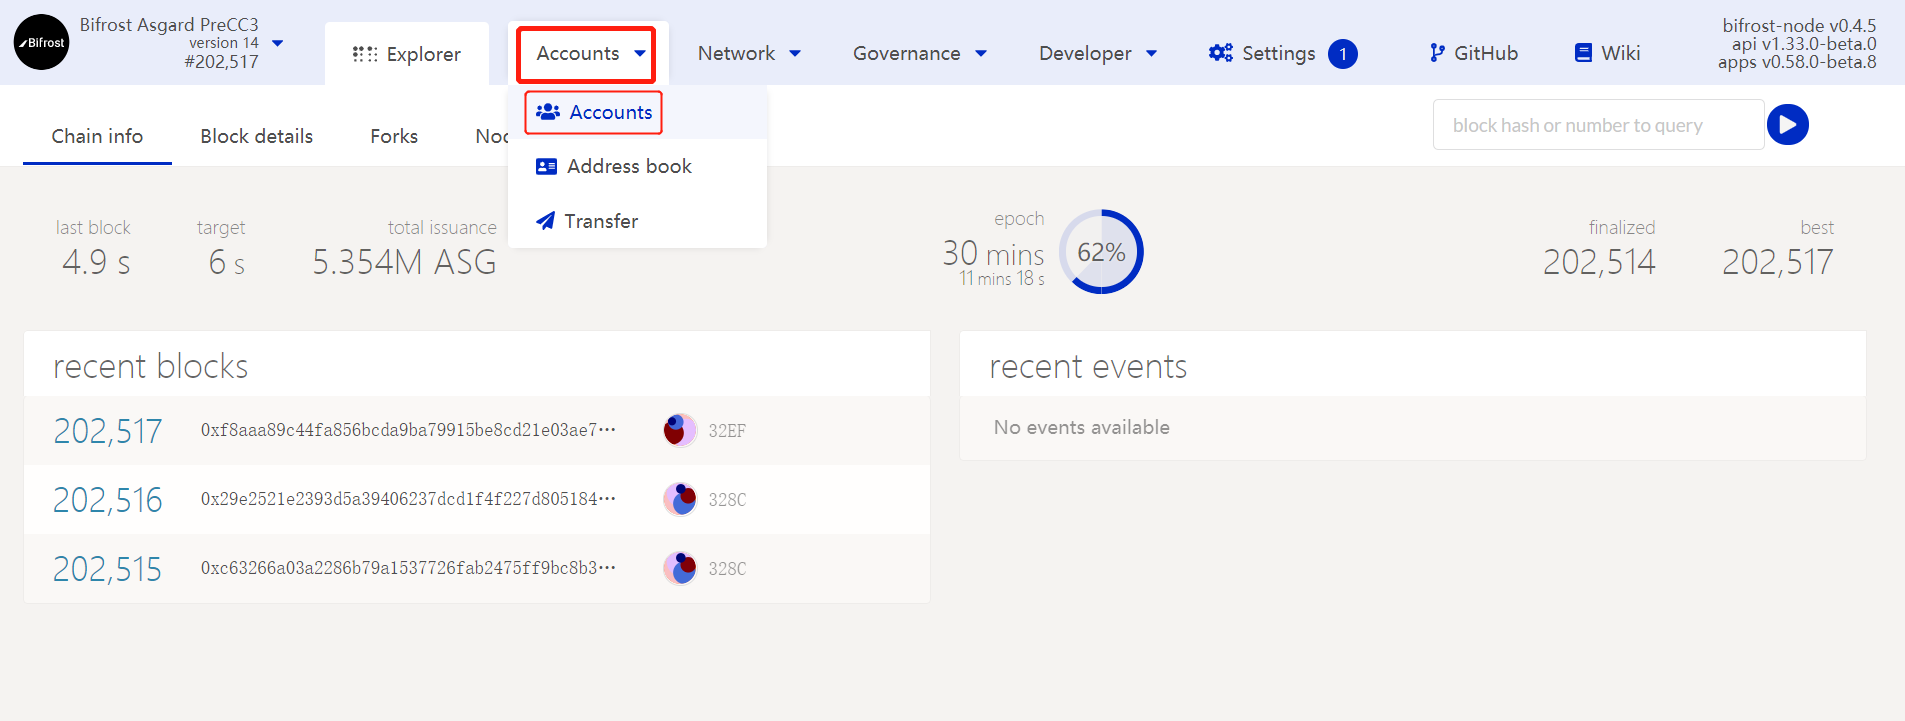 Bifrost
Bifrost Asgard PreCC3
version 14
#202,517
Explorer
Accounts
Network
Governance
Developer
Settings
1
GitHub
Wiki
bifrost-node v0.4.5
api v1.33.0-beta.0
apps v0.58.0-beta.8
Accounts
Address book
Transfer
Chain info
Block details
Forks
block hash or number to query
last block
4.9 s
target
6 s
total issuance
5.354M ASG
epoch
30 mins
11 mins 18 s
62%
finalized
202,514
best
202,517
recent blocks
202,517 0xf8aaa89c44fa856bcda9ba79915be8cd21e03ae7··· 32EF
202,516 0x29e2521e2393d5a39406237dcd1f4f227d805184··· 328C
202,515 0xc63266a03a2286b79a1537726fab2475ff9bc8b3··· 328C
recent events
No events available